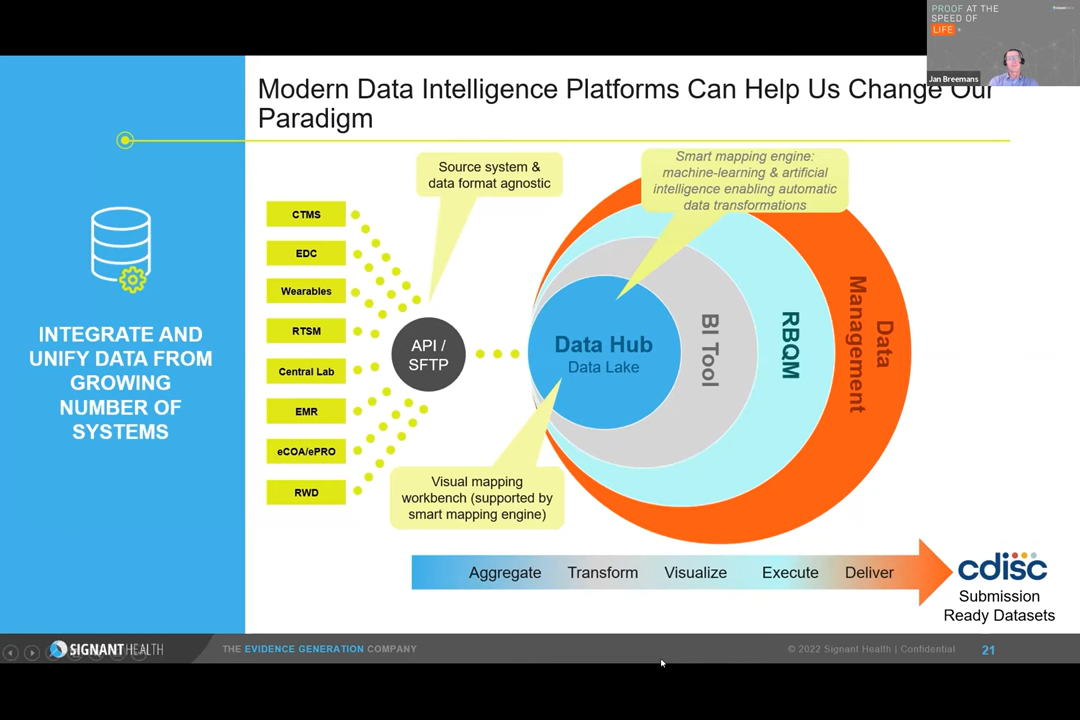 PROOF AT THE
SPEED OF
LIFE
Jan Breemans
Modern Data Intelligence Platforms Can Help Us Change Our
Paradigm
INTEGRATE AND
UNIFY DATA FROM
GROWING
NUMBER OF
SYSTEMS
Source system &
data format agnostic
Smart mapping engine:
machine-learning & artificial
intelligence enabling automatic
data transformations
CTMS
EDC
Wearables
RTSM
Central Lab
EMR
eCOA/ePRO
RWD
API /
SFTP
Data Hub
Data Lake
BI Tool
RBQM
Data
Management
Visual mapping
workbench (supported by
smart mapping engine)
Aggregate Transform Visualize Execute Deliver
cdisc
Submission
Ready Datasets
SIGNANT HEALTH
THE EVIDENCE GENERATION COMPANY
© 2022 Signant Health | Confidential
21